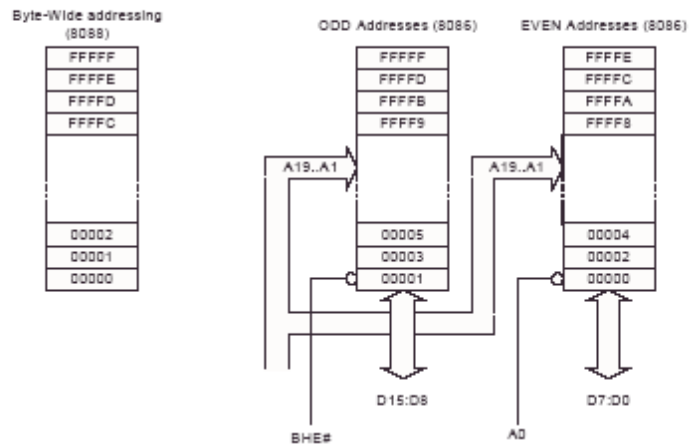 Byte-Wide addressing
(8088)
FFFFF
FFFFE
FFFFD
FFFFC
00002
00001
00000
ODD Addresses (8086)
FFFFF
FFFFD
FFFFB
FFFF9
A19..A1
00005
00003
00001
D15:D8
BHE#
EVEN Addresses (8086)
FFFFE
FFFFC
FFFFA
FFFF8
A19..A1
00004
00002
00000
D7:D0
A0